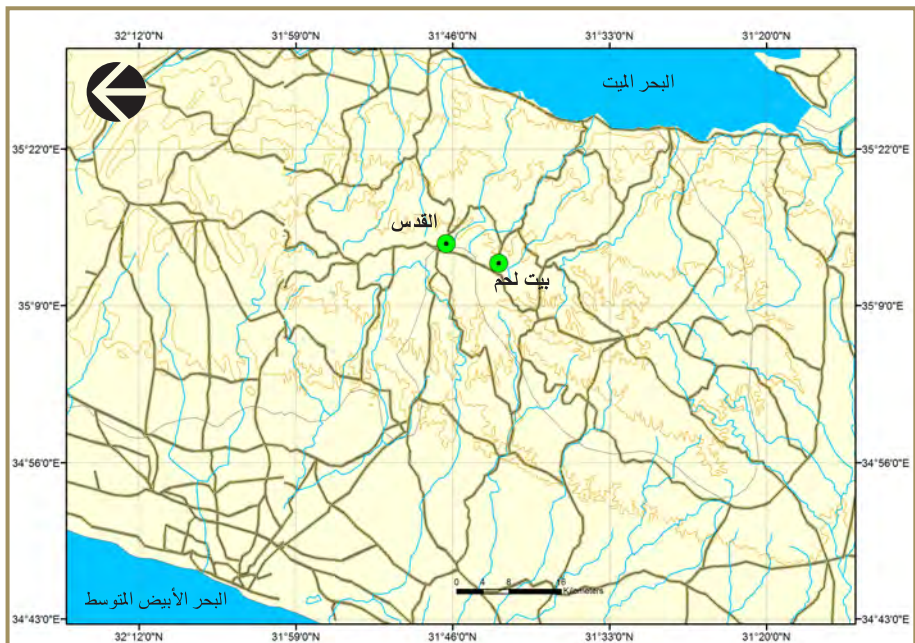 32°12'0"N 31°59'0"N 31°46'0"N 31°33'0"N 31°20'0"N
البحر الميت
35°22'0"E 35°22'0"E
القدس
بيت لحم
35°9'0"E 35°9'0"E
34°56'0"E 34°56'0"E
0 4 8 16
Kilometers
البحر الأبيض المتوسط
34°43'0"E 34°43'0"E
32°12'0"N 31°59'0"N 31°46'0"N 31°33'0"N 31°20'0"N